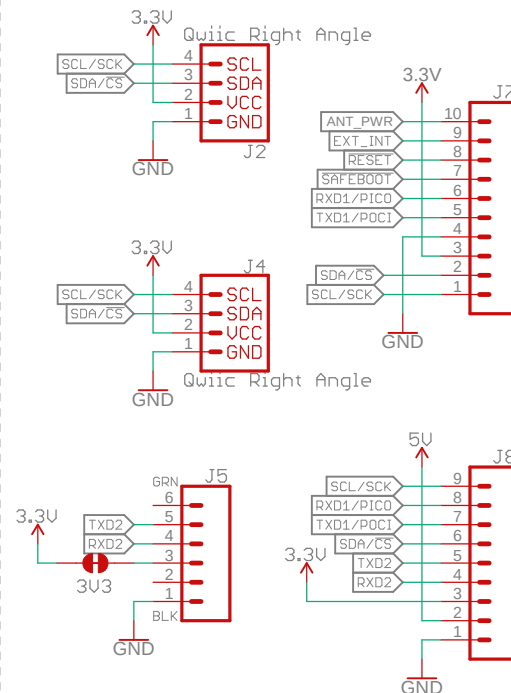 3.3V
Qwiic Right Angle
SCL/SCK 4 SCL
SDA/CS 3 SDA
2 VCC
1 GND
J2
GND
3.3V
J7
ANT_PWR 10
EXT_INT 9
RESET 8
SAFEBOOT 7
RXD1/PICO 6
TXD1/POCI 5
4
3
SDA/CS 2
SCL/SCK 1
GND
3.3V
J4
SCL/SCK 4 SCL
SDA/CS 3 SDA
2 VCC
1 GND
Qwiic Right Angle
GND
J5
GRN
6
3.3V
TXD2 5
RXD2 4
3
3V3
2
1
BLK
GND
5V
J8
SCL/SCK 9
RXD1/PICO 8
TXD1/POCI 7
SDA/CS 6
3.3V
TXD2 5
RXD2 4
3
2
1
GND